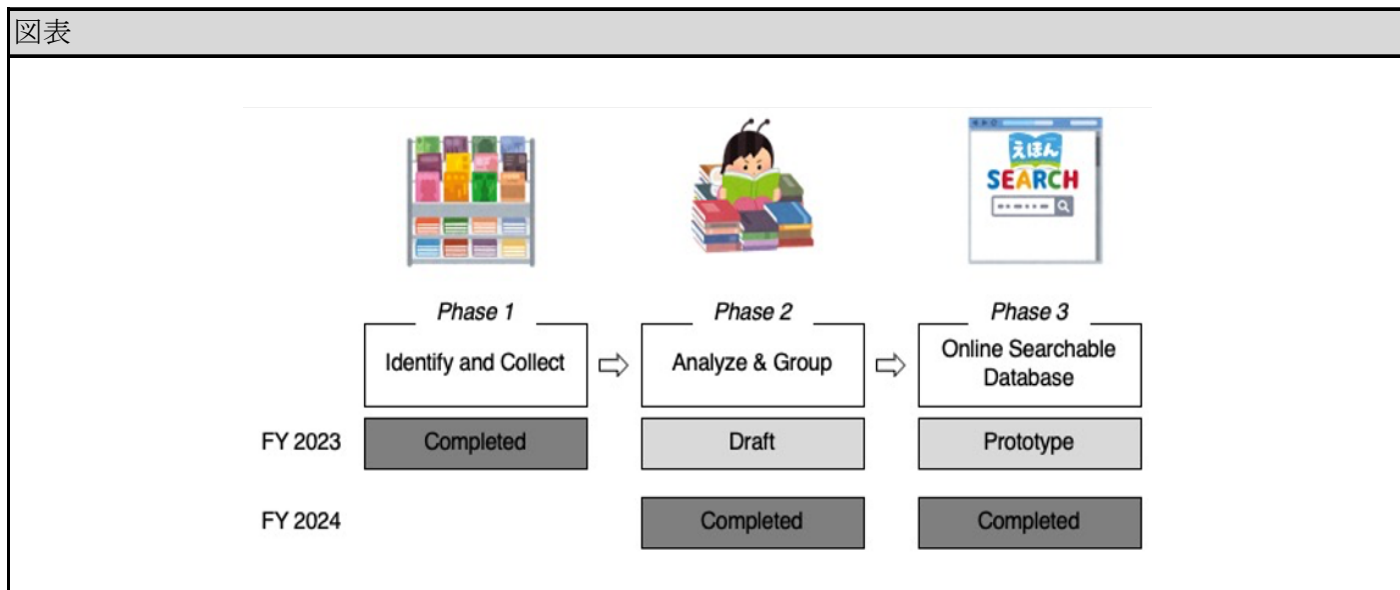 図表
えほん
SEARCH
Phase 1
Phase 2
Phase 3
Identify and Collect
Analyze & Group
Online Searchable
Database
FY 2023
Completed
Draft
Prototype
FY 2024
Completed
Completed